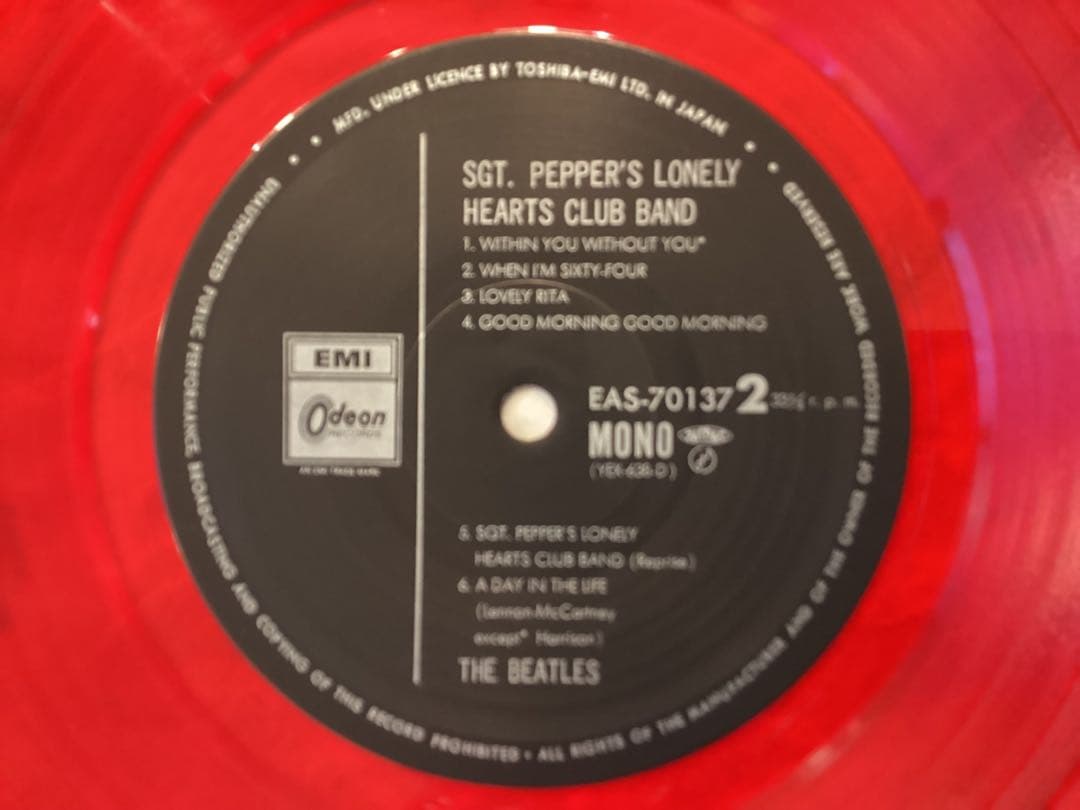 MFD. UNDER LICENCE BY TOSHIBA-EMI LTD. IN JAPAN
SGT. PEPPER'S LONELY
HEARTS CLUB BAND
1. WITHIN YOU WITHOUT YOU*
2. WHEN I'M SIXTY-FOUR
3. LOVELY RITA
4. GOOD MORNING GOOD MORNING
EMI
Odeon
RECORDS
EAS-70137 2 33⅓ r. p. m.
MONO
5. SGT. PEPPER'S LONELY
HEARTS CLUB BAND (Reprise)
6. A DAY IN THE LIFE
(Lennon-McCartney
except* Harrison)
THE BEATLES
UNAUTHORIZED PUBLIC PERFORMANCE BROADCASTING AND COPYING OF THIS RECORD PROHIBITED • ALL RIGHTS OF THE MANUFACTURER AND OF THE OWNER OF THE RECORDED WORK ARE RESERVED